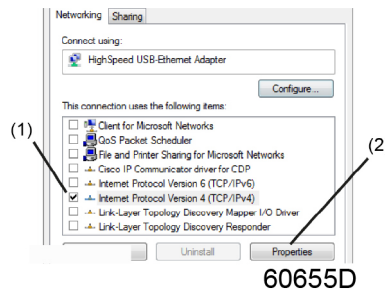 Networking Sharing
Connect using:
HighSpeed USB-Ethernet Adapter
Configure...
This connection uses the following items:
(1)
(2
Client for Microsoft Networks
QoS Packet Scheduler
File and Printer Sharing for Microsoft Networks
Cisco IP Communicator driver for CDP
Internet Protocol Version 6 (TCP/IPv6)
Internet Protocol Version 4 (TCP/IPv4)
Link-Layer Topology Discovery Mapper I/O Driver
Link-Layer Topology Discovery Responder
Uninstall Properties
60655D